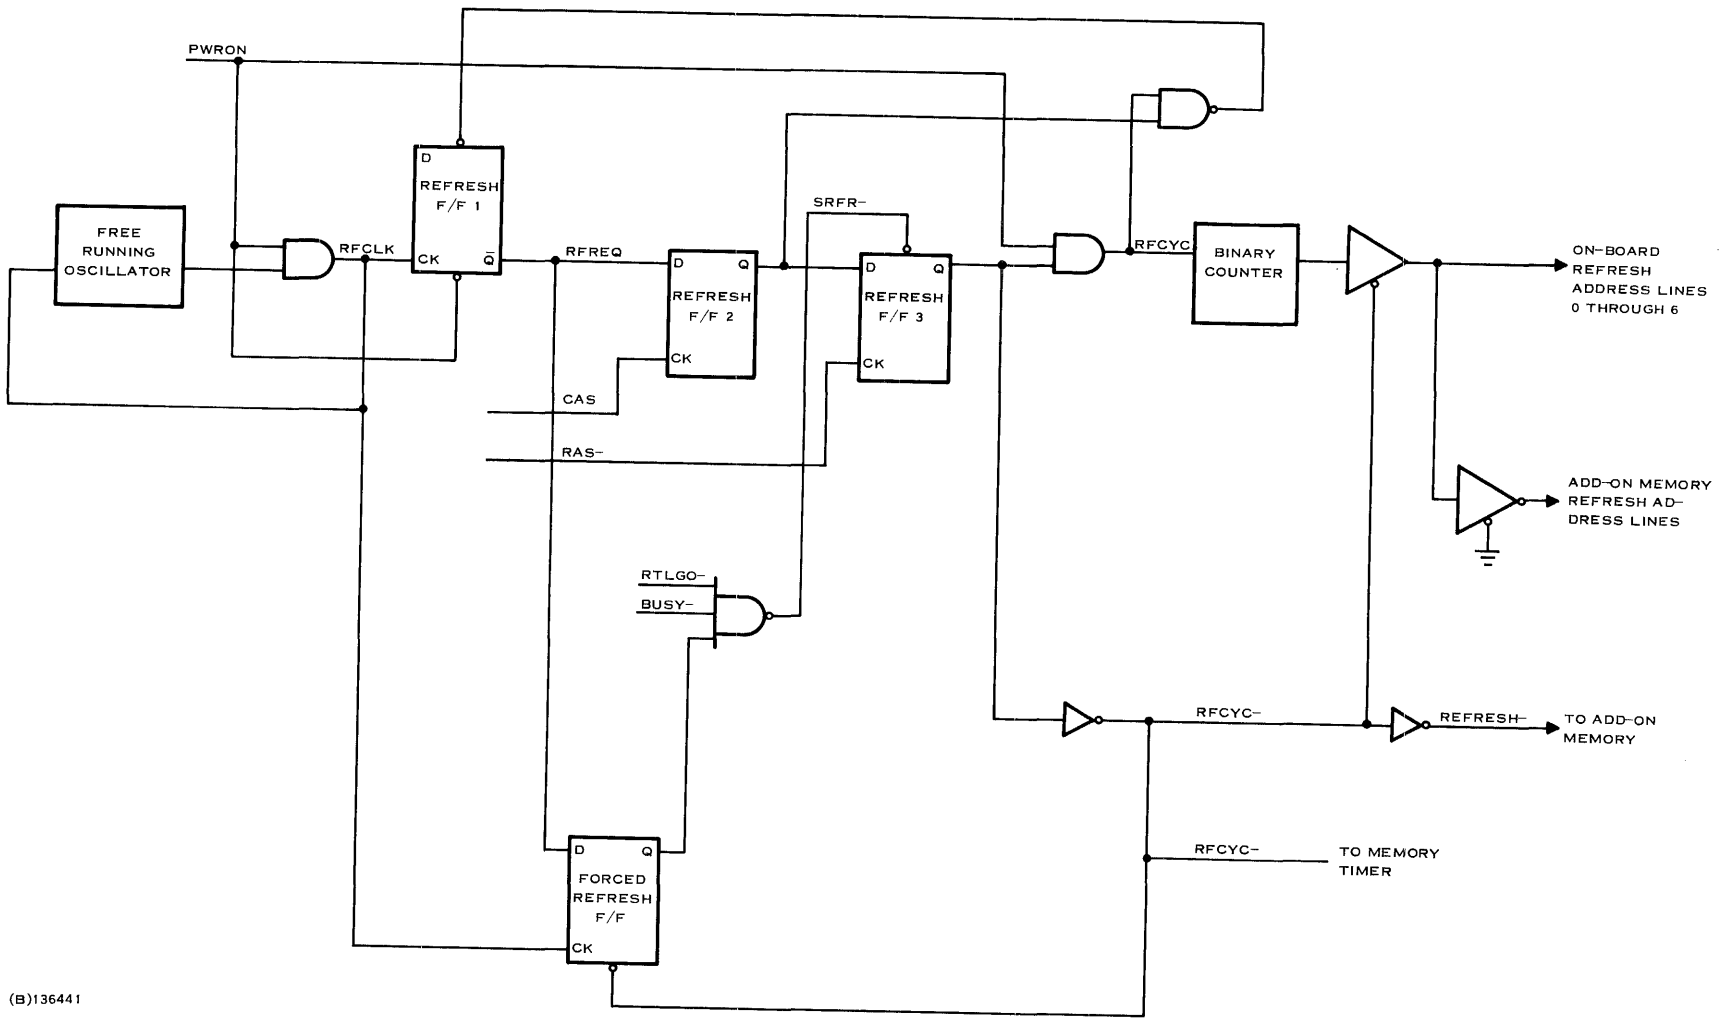 PWRON
D
REFRESH
F/F 1
CK
Q̅
FREE
RUNNING
OSCILLATOR
RFCLK
RFREQ
D
Q
REFRESH
F/F 2
CK
SRFR–
D
Q
REFRESH
F/F 3
CK
RFCYC
BINARY
COUNTER
ON–BOARD
REFRESH
ADDRESS LINES
0 THROUGH 6
CAS
RAS–
ADD–ON MEMORY
REFRESH AD–
DRESS LINES
RTLGO–
BUSY–
RFCYC–
REFRESH–
TO ADD–ON
MEMORY
D
Q
FORCED
REFRESH
F/F
CK
RFCYC–
TO MEMORY
TIMER
(B)136441